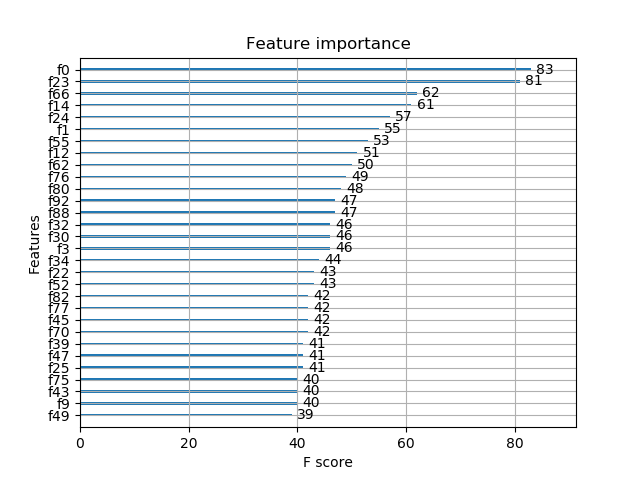 Feature importance
f0 83
f23 81
f66 62
f14 61
f24 57
f1 55
f55 53
f12 51
f62 50
f76 49
f80 48
f92 47
f88 47
f32 46
f30 46
f3 46
f34 44
f22 43
f52 43
f82 42
f77 42
f45 42
f70 42
f39 41
f47 41
f25 41
f75 40
f43 40
f9 40
f49 39
Features
0 20 40 60 80
F score